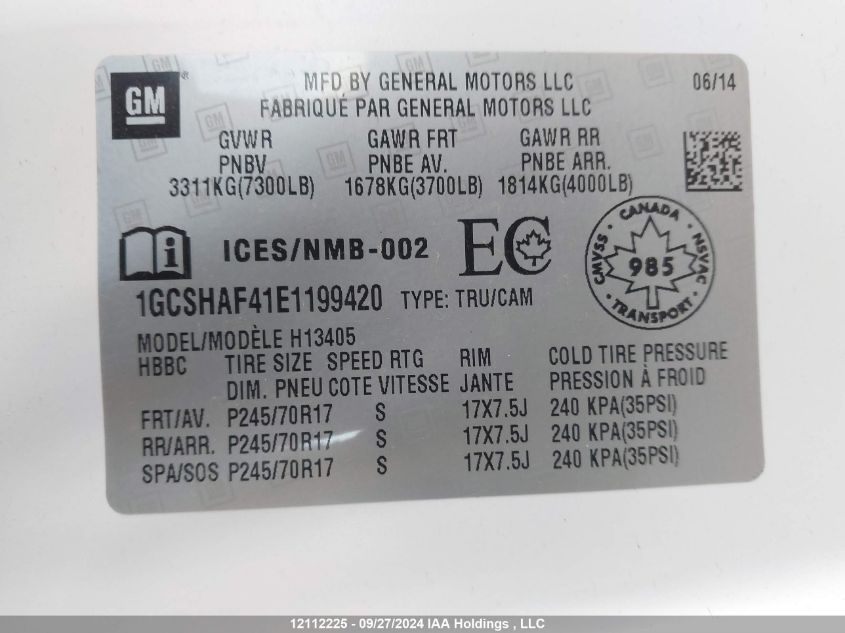 GM ®
MFD BY GENERAL MOTORS LLC 06/14
FABRIQUÉ PAR GENERAL MOTORS LLC
GVWR GAWR FRT GAWR RR
PNBV PNBE AV. PNBE ARR.
3311KG(7300LB) 1678KG(3700LB) 1814KG(4000LB)
i ICES/NMB-002 EC
CANADA
CMVSS 985 NSVAC
TRANSPORT
1GCSHAF41E1199420 TYPE: TRU/CAM
MODEL/MODÈLE H13405
HBBC TIRE SIZE SPEED RTG RIM COLD TIRE PRESSURE
DIM. PNEU COTE VITESSE JANTE PRESSION À FROID
FRT/AV. P245/70R17 S 17X7.5J 240 KPA(35PSI)
RR/ARR. P245/70R17 S 17X7.5J 240 KPA(35PSI)
SPA/SOS P245/70R17 S 17X7.5J 240 KPA(35PSI)
12112225 - 09/27/2024 IAA Holdings , LLC